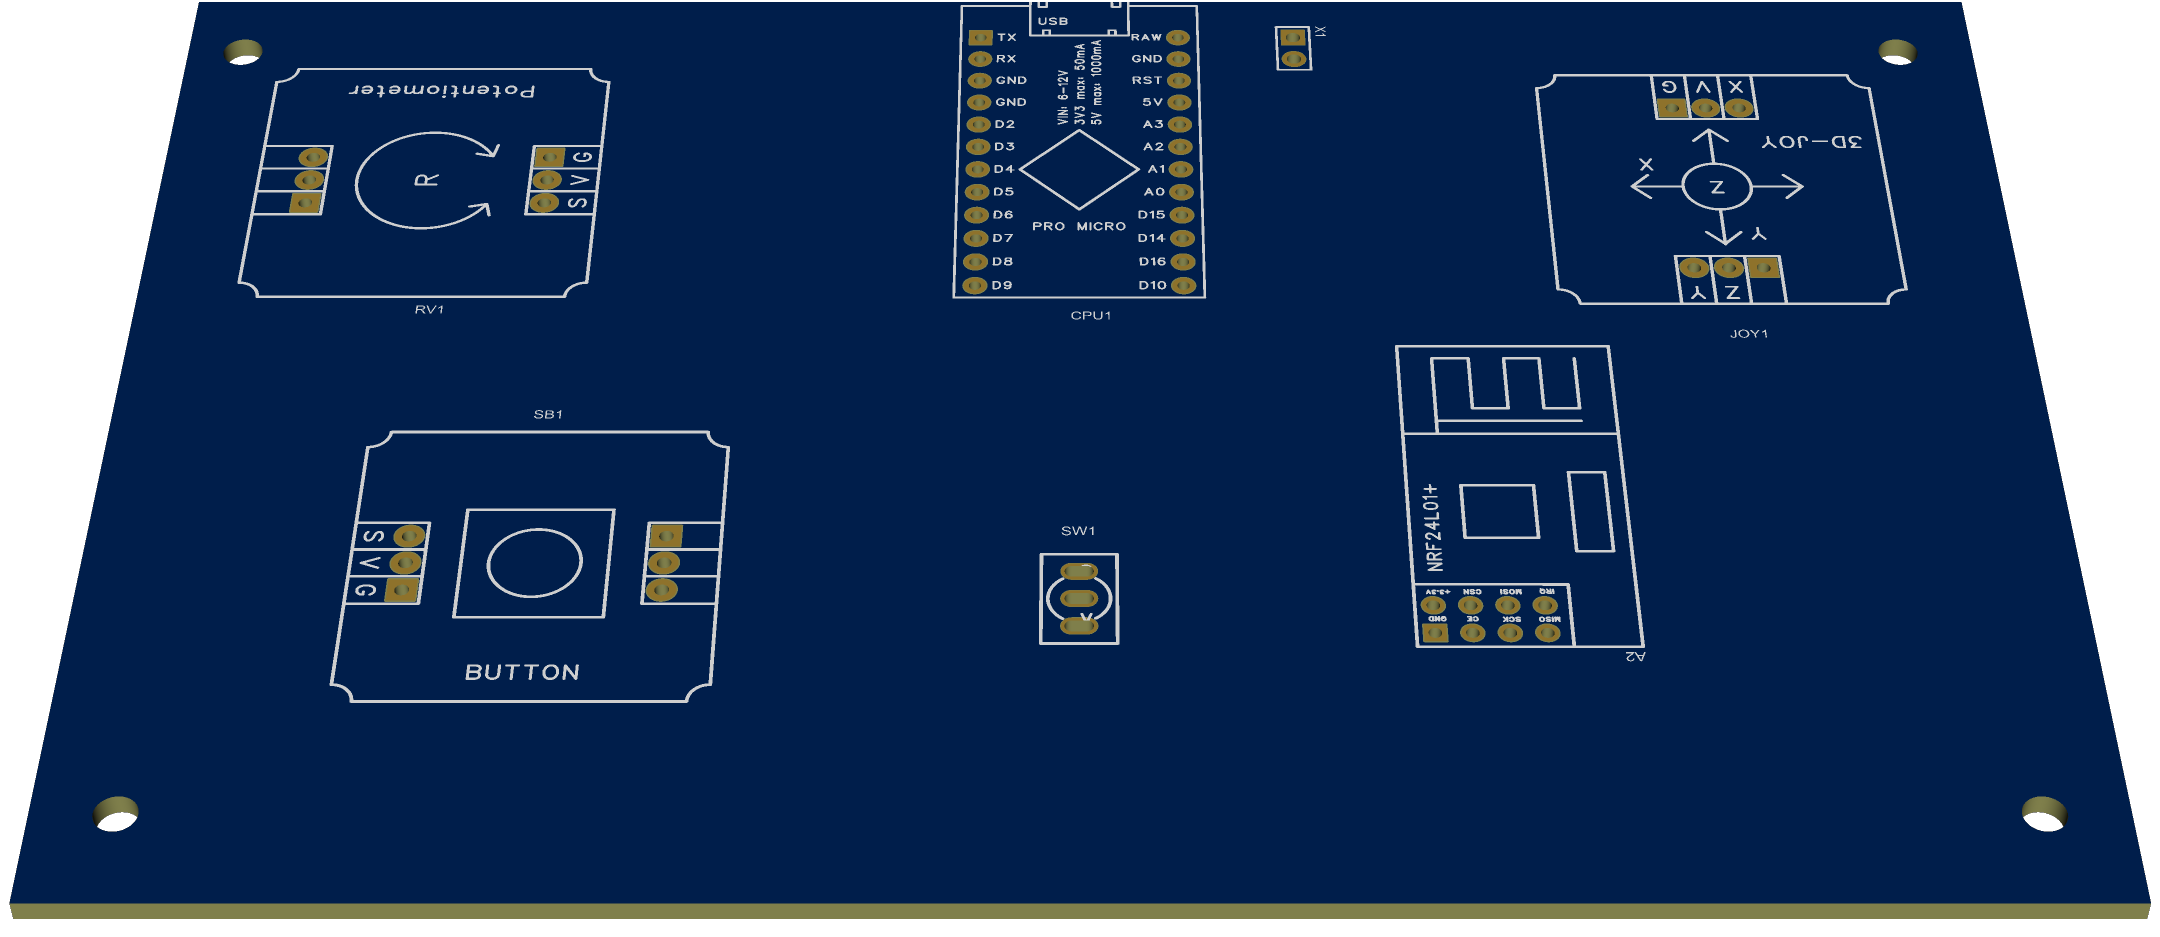 Potentiometer
R
G
V
S
RV1
USB
TX
RX
GND
GND
D2
D3
D4
D5
D6
D7
D8
D9
VIN: 6-12V
3V3 max: 50mA
5V max: 1000mA
RAW
GND
RST
5V
A3
A2
A1
A0
D15
D14
D16
D10
PRO MICRO
CPU1
X1
G V X
3D-JOY
X
Z
Y
Y Z
JOY1
SB1
S
V
G
BUTTON
SW1
A
NRF24L01+
+3-3V CSN MOSI IRQ
GND CE SCK MISO
A2